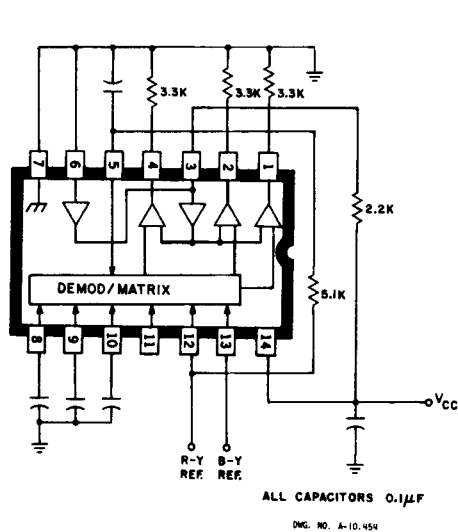 3.3K 3.3K 3.3K
7 6 5 4 3 2 1
2.2K
DEMOD/MATRIX
5.1K
8 9 10 11 12 13 14
VCC
R-Y B-Y
REF. REF.
ALL CAPACITORS 0.1μF
DWG. NO. A-10,454